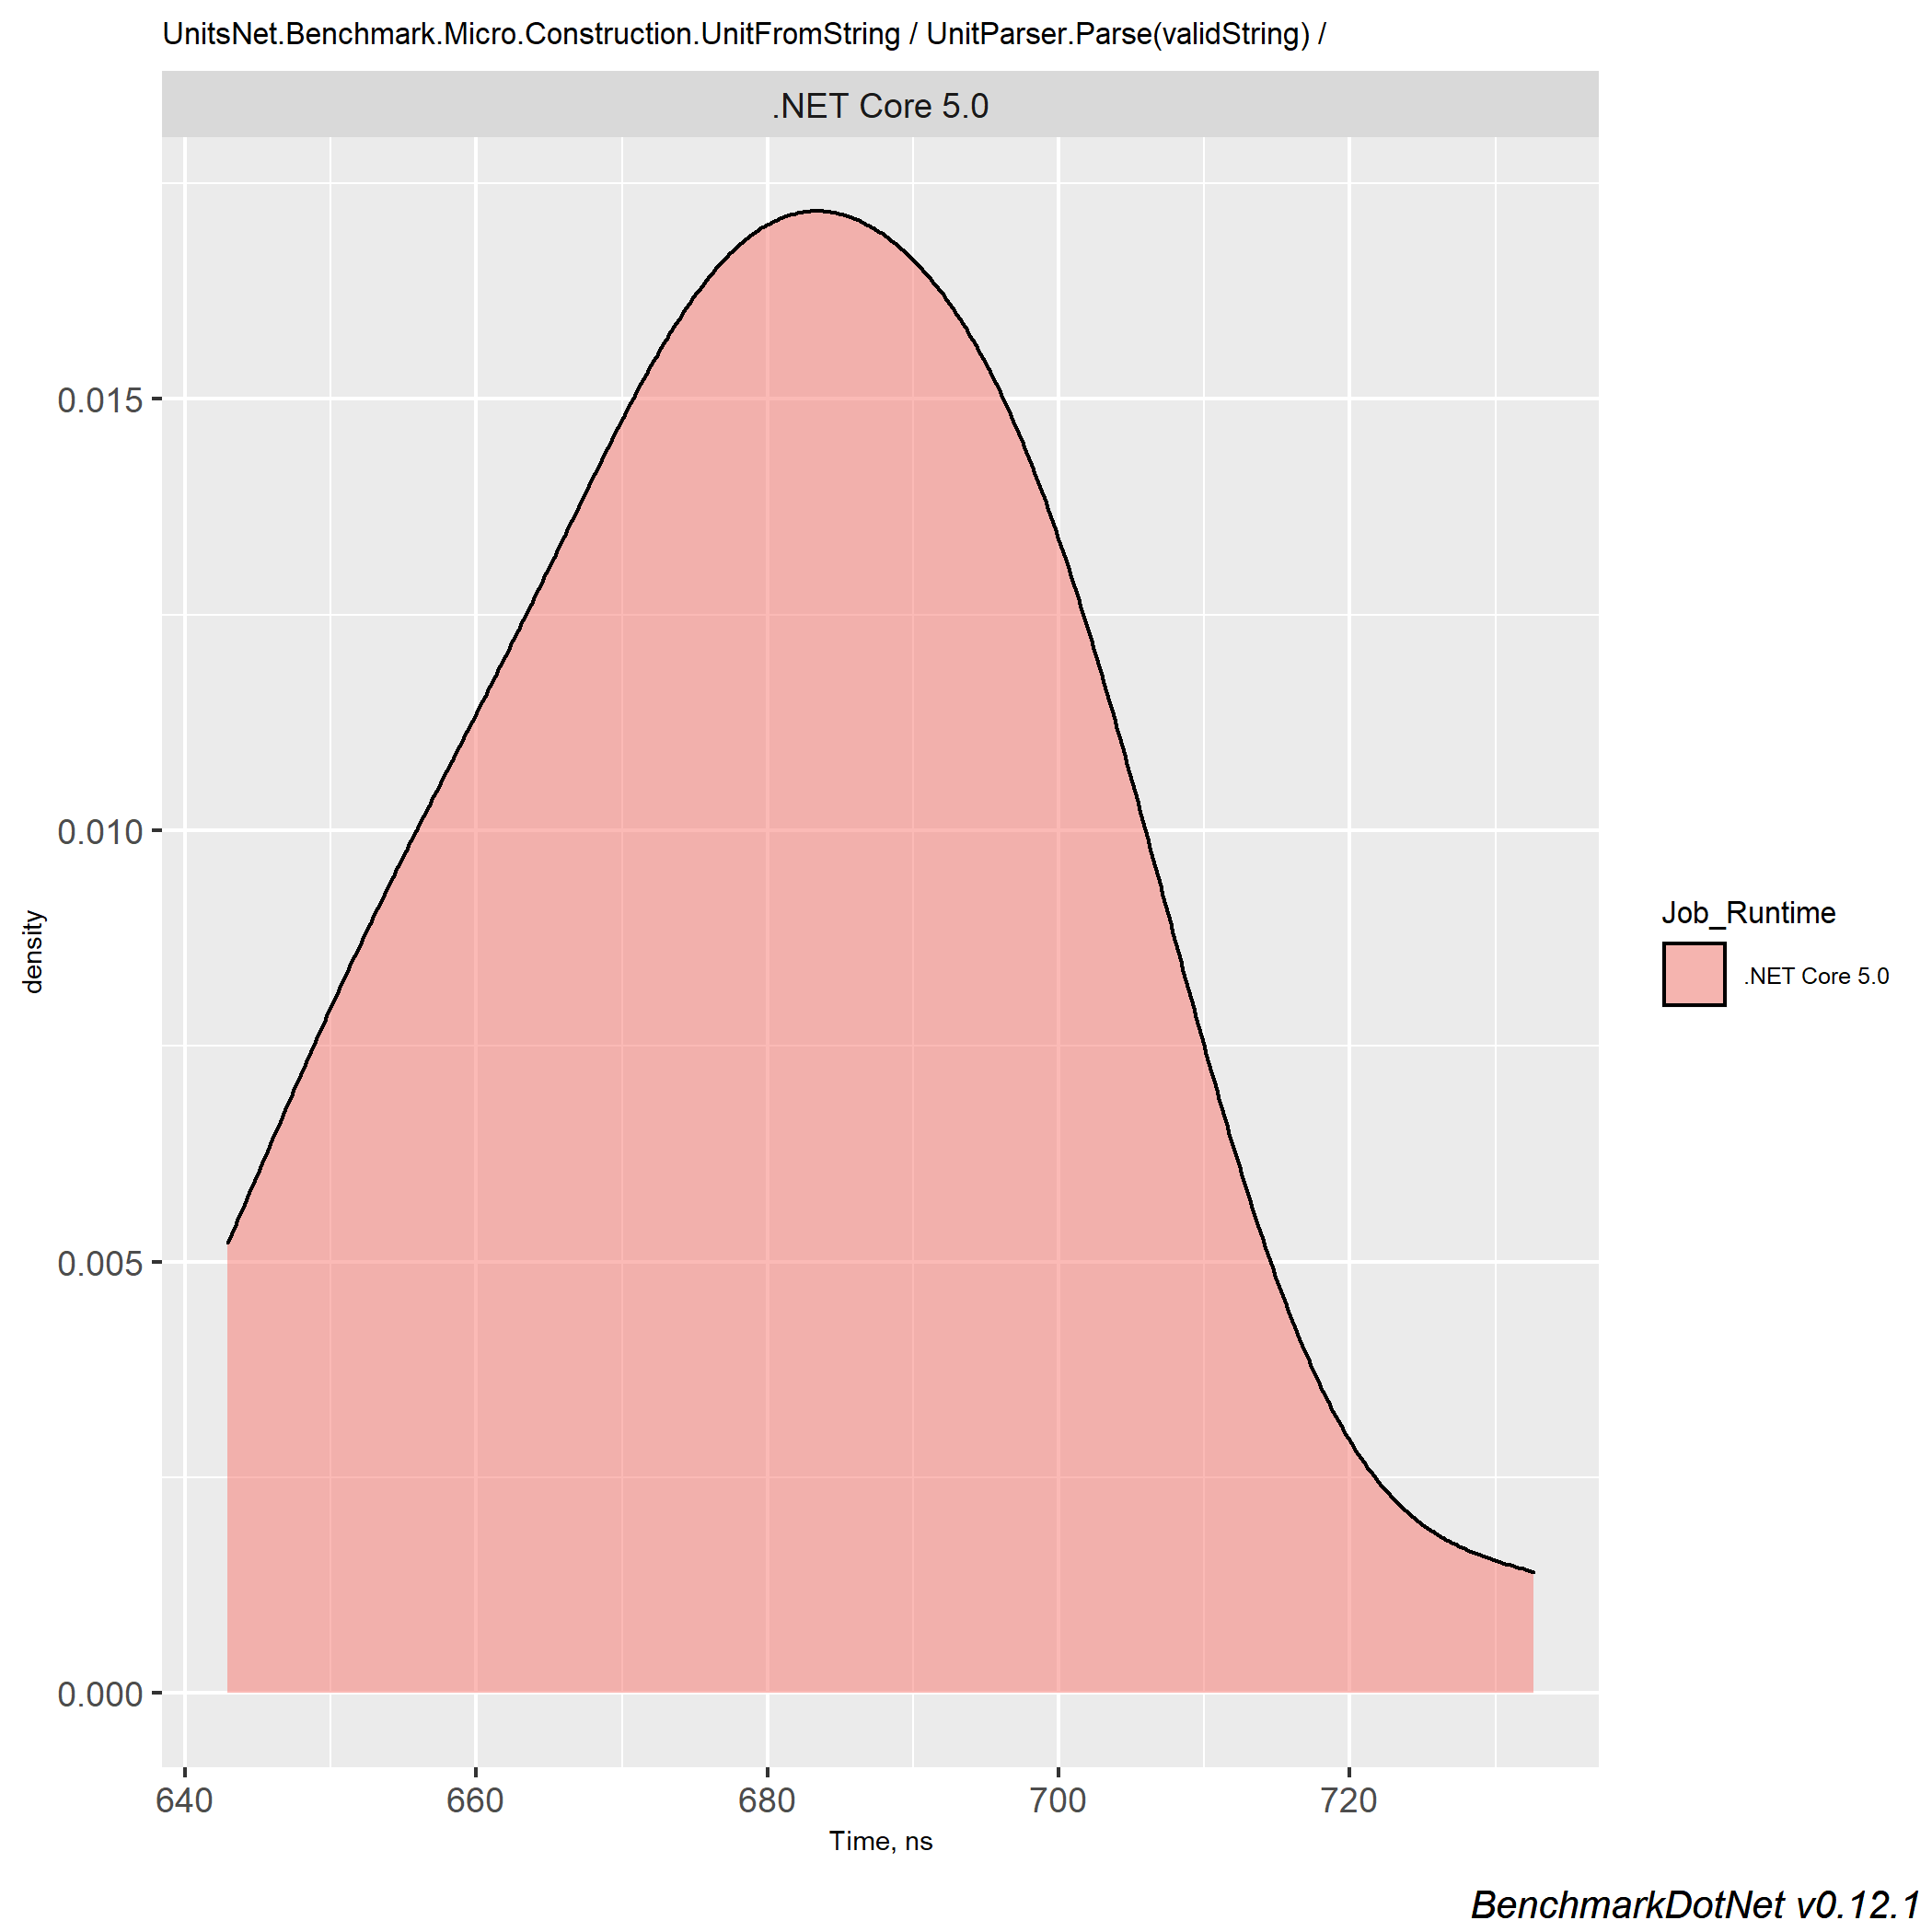 UnitsNet.Benchmark.Micro.Construction.UnitFromString / UnitParser.Parse(validString) /
.NET Core 5.0
0.015
0.010
0.005
0.000
density
640 660 680 700 720
Time, ns
Job_Runtime
.NET Core 5.0
BenchmarkDotNet v0.12.1